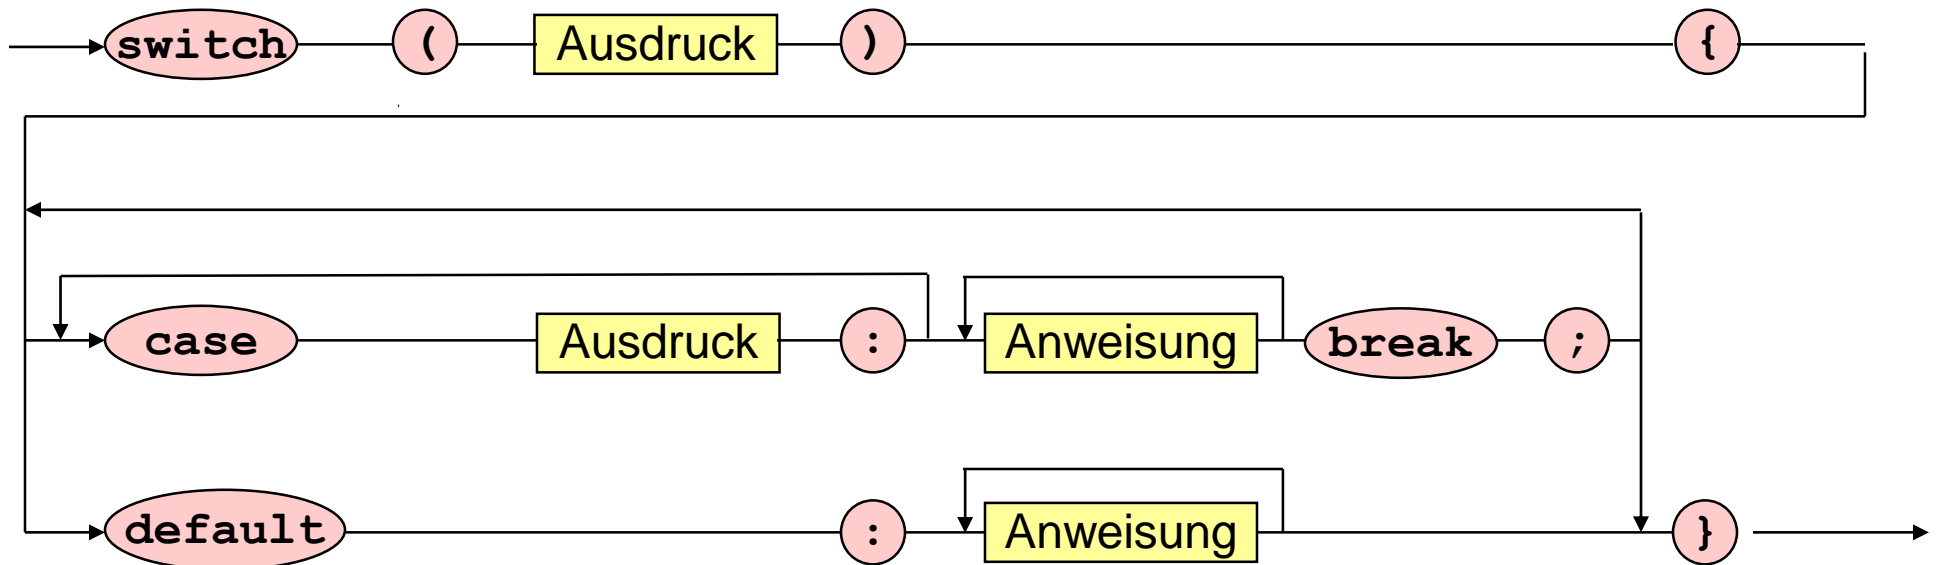 switch ( Ausdruck ) {
case Ausdruck : Anweisung break ;
default : Anweisung }